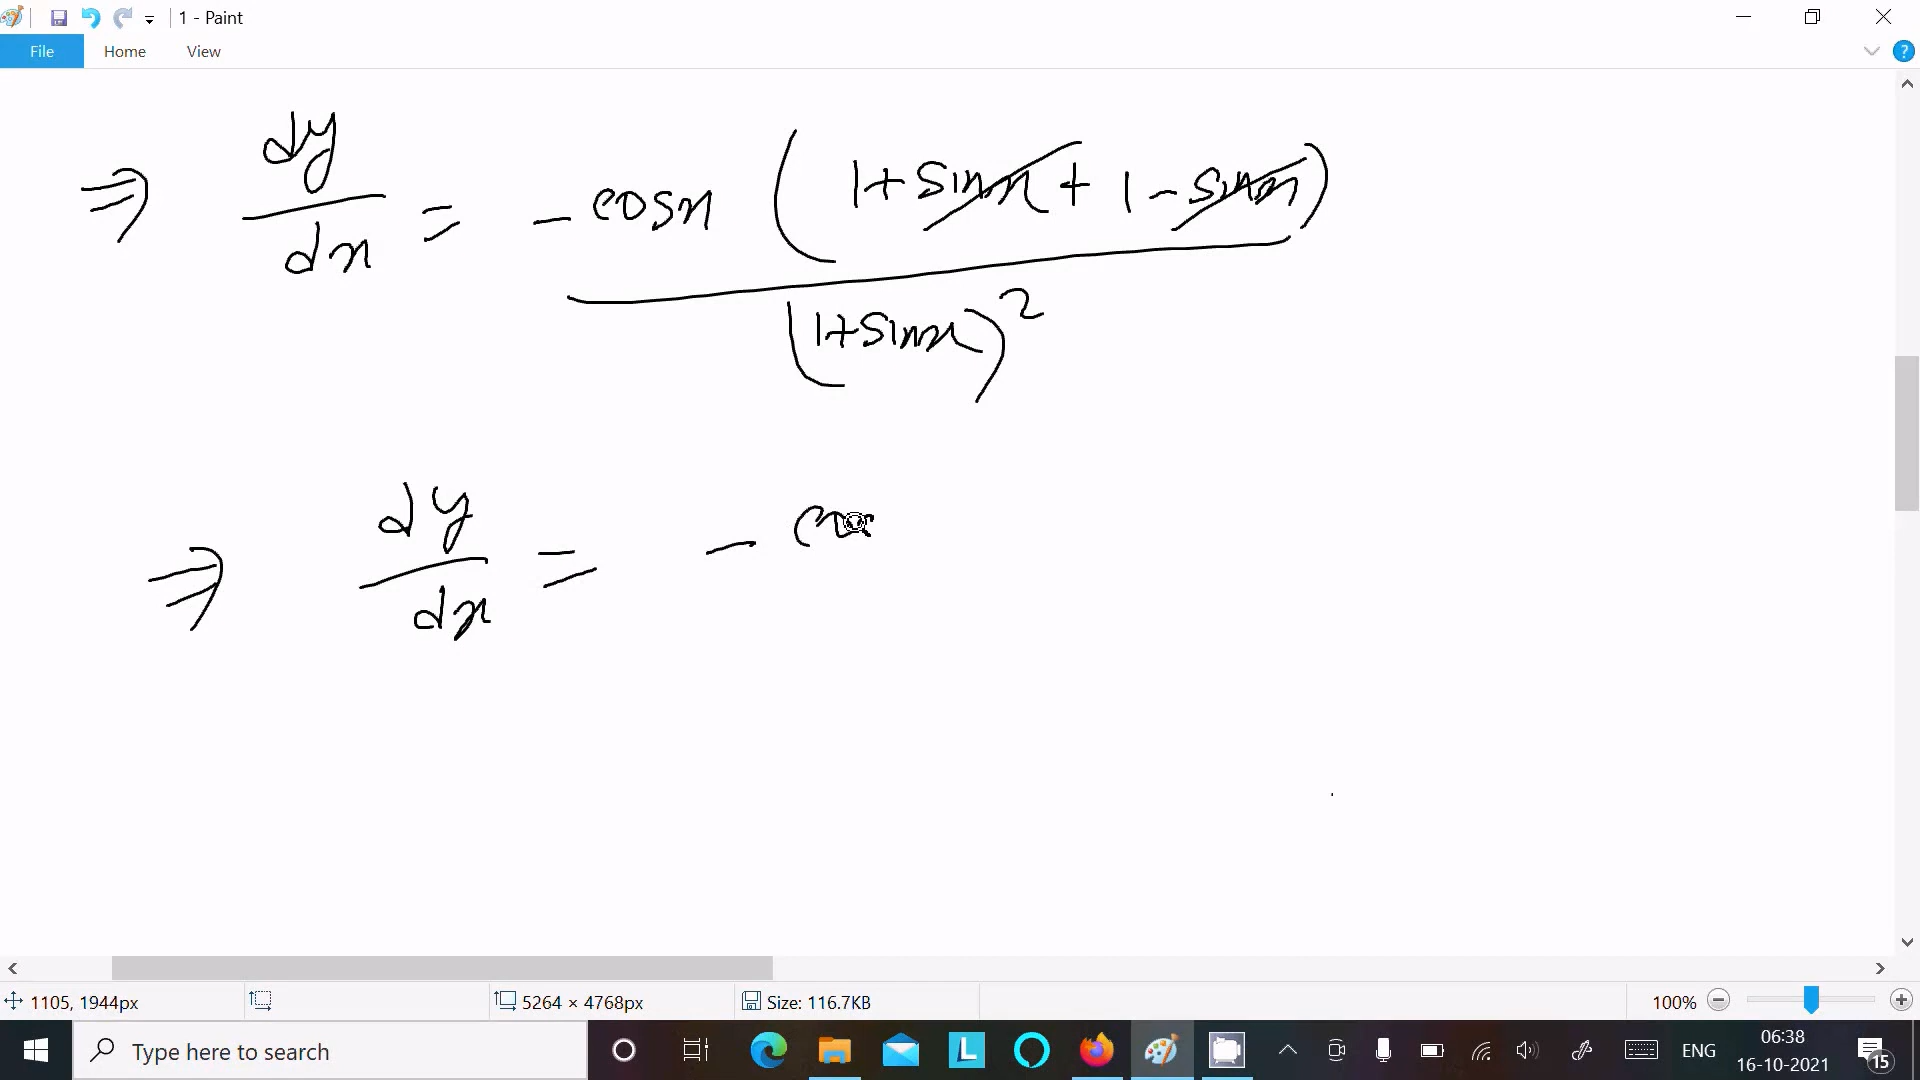 1 - Paint
File Home View
⇒ dy/dx = - cosx (1+sinx+1-sinx)
(1+sinx)²
⇒ dy/dx = - cos
1105, 1944px 5264 × 4768px Size: 116.7KB 100%
Type here to search L ENG 06:38
16-10-2021 15